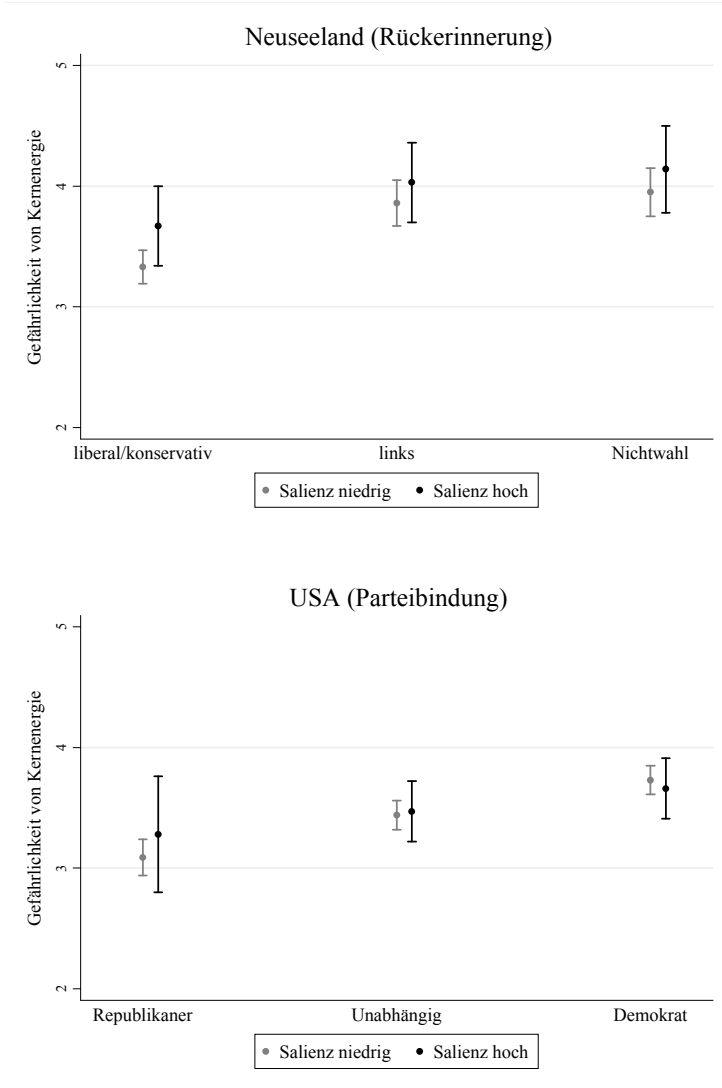 Neuseeland (Rückerinnerung)
Gefährlichkeit von Kernenergie
5
4
3
2
liberal/konservativ links Nichtwahl
Salienz niedrig Salienz hoch
USA (Parteibindung)
Gefährlichkeit von Kernenergie
5
4
3
2
Republikaner Unabhängig Demokrat
Salienz niedrig Salienz hoch